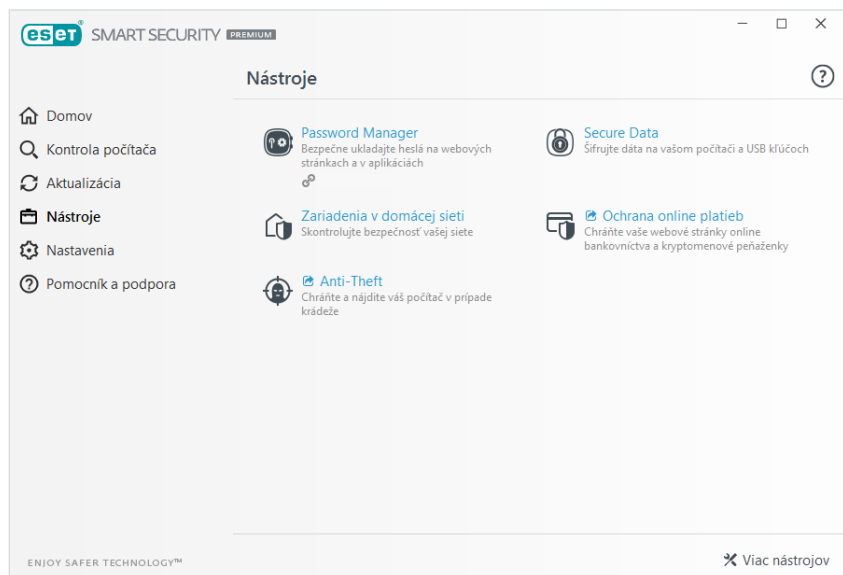 eset® SMART SECURITY PREMIUM
Nástroje
Domov
Kontrola počítača
Aktualizácia
Nástroje
Nastavenia
Pomocník a podpora
Password Manager
Bezpečne ukladajte heslá na webových
stránkach a v aplikáciách
Secure Data
Šifrujte dáta na vašom počítači a USB kľúčoch
Zariadenia v domácej sieti
Skontrolujte bezpečnosť vašej siete
Ochrana online platieb
Chráňte vaše webové stránky online
bankovníctva a kryptomenové peňaženky
Anti-Theft
Chráňte a nájdite váš počítač v prípade
krádeže
ENJOY SAFER TECHNOLOGY™
Viac nástrojov